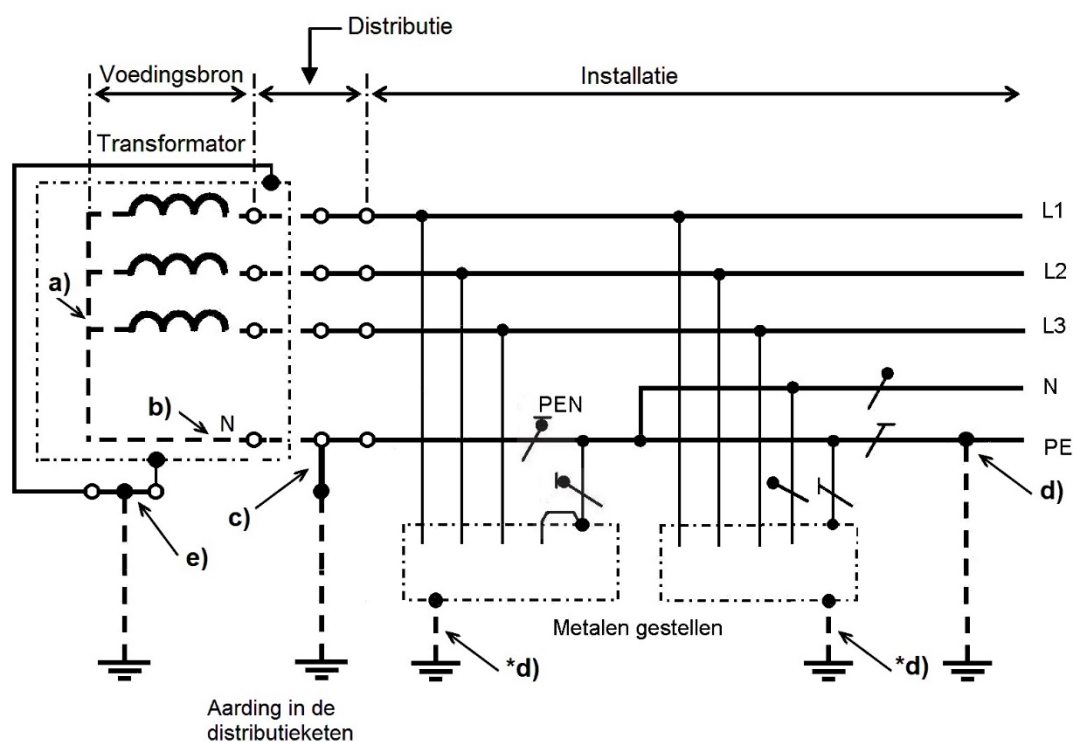 Distributie
Voedingsbron
Installatie
Transformator
L1
L2
a)
L3
N
b)
N
PEN
PE
c)
d)
e)
Metalen gestellen
*d)
*d)
Aarding in de
distributieketen